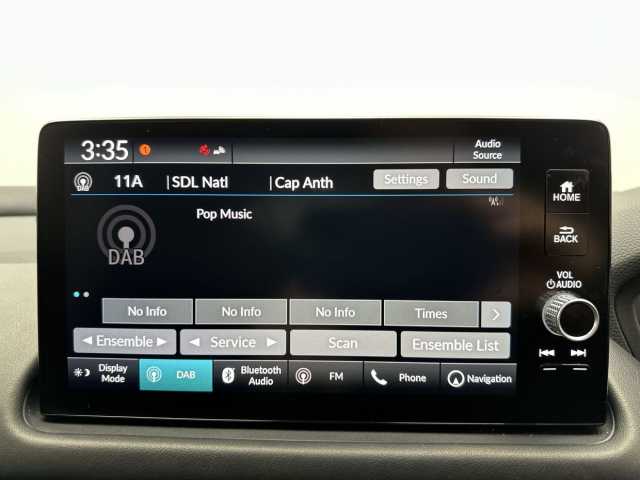 3:35
1
Audio Source
DAB
11A
SDL Natl
Cap Anth
Settings
Sound
Pop Music
DAB
HOME
BACK
VOL
AUDIO
No Info
No Info
No Info
Times
Ensemble
Service
Scan
Ensemble List
Display Mode
DAB
Bluetooth Audio
FM
Phone
Navigation